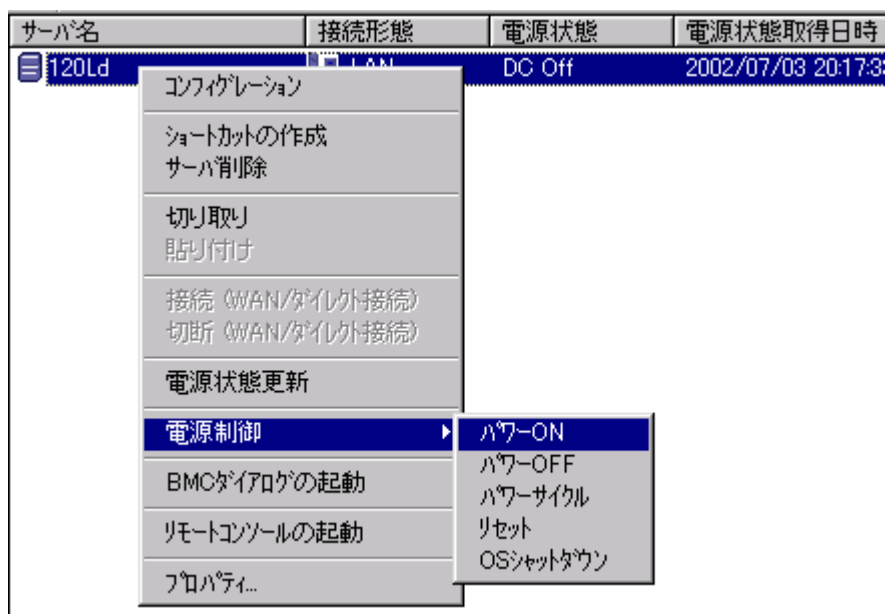 サーバ名 接続形態 電源状態 電源状態取得日時
120Ld LAN DC Off 2002/07/03 20:17:3
コンフィグレーション
ショートカットの作成
サーバ削除
切り取り
貼り付け
接続 (WAN/ダイレクト接続)
切断 (WAN/ダイレクト接続)
電源状態更新
電源制御
パワーON
パワーOFF
パワーサイクル
リセット
OSシャットダウン
BMCダイアログの起動
リモートコンソールの起動
プロパティ...